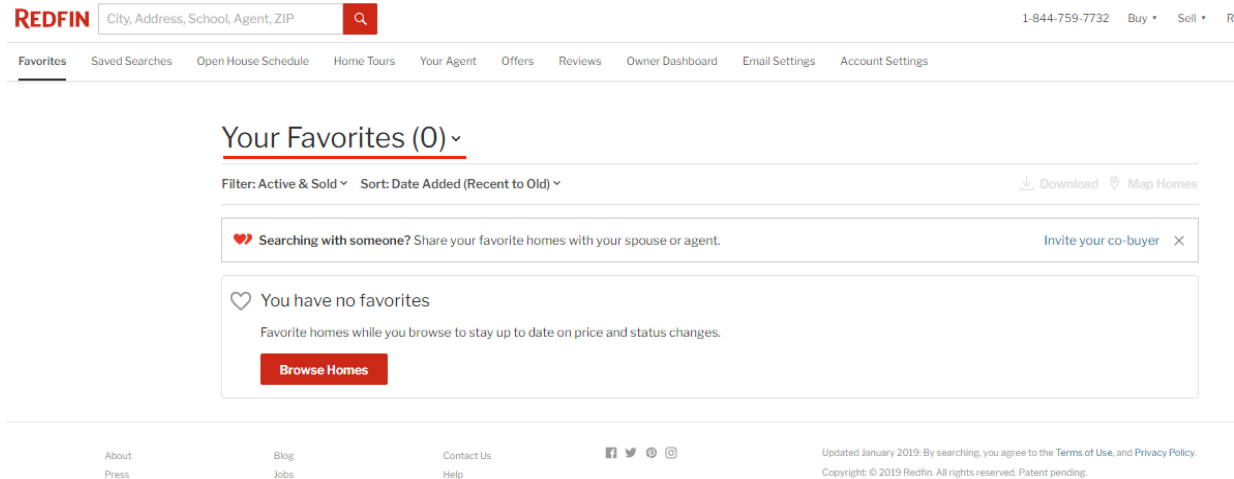 REDFIN City, Address, School, Agent, ZIP 1-844-759-7732 Buy Sell R
Favorites Saved Searches Open House Schedule Home Tours Your Agent Offers Reviews Owner Dashboard Email Settings Account Settings
Your Favorites (0)
Filter: Active & Sold Sort: Date Added (Recent to Old) Download Map Homes
Searching with someone? Share your favorite homes with your spouse or agent. Invite your co-buyer
You have no favorites
Favorite homes while you browse to stay up to date on price and status changes.
Browse Homes
About Blog Contact Us Updated January 2019: By searching, you agree to the Terms of Use, and Privacy Policy.
Press Jobs Help Copyright: © 2019 Redfin. All rights reserved. Patent pending.